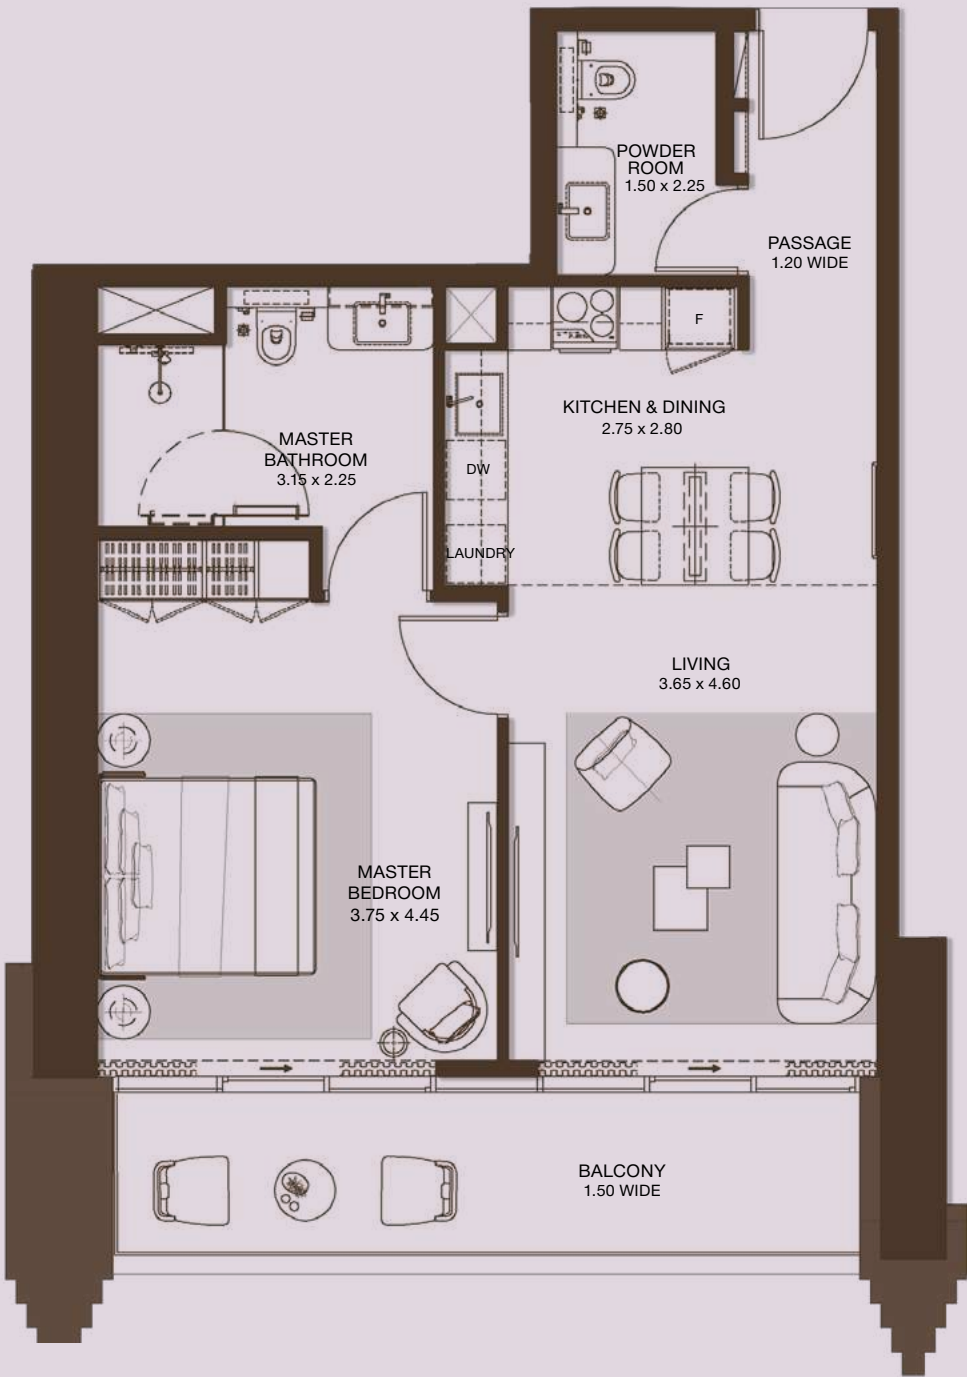 POWDER
ROOM
1.50 x 2.25
PASSAGE
1.20 WIDE
F
KITCHEN & DINING
2.75 x 2.80
MASTER
BATHROOM
3.15 x 2.25
DW
LAUNDRY
LIVING
3.65 x 4.60
MASTER
BEDROOM
3.75 x 4.45
BALCONY
1.50 WIDE